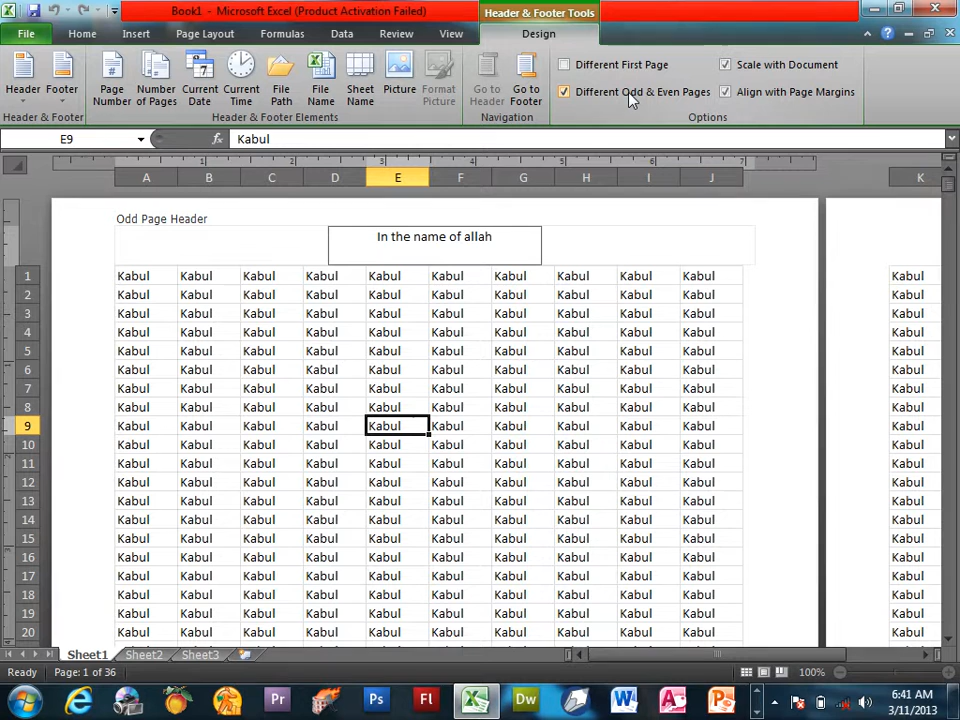 Book1 - Microsoft Excel (Product Activation Failed)
Header & Footer Tools
File Home Insert Page Layout Formulas Data Review View Design
Header Footer Page Number Number of Pages Current Date Current Time File Path File Name Sheet Name Picture Format Picture Go to Header Go to Footer
Different First Page Scale with Document
Different Odd & Even Pages Align with Page Margins
Header & Footer Header & Footer Elements Navigation Options
E9 fx Kabul
1 2 3 4 5 6 7
A B C D E F G H I J K
Odd Page Header
In the name of allah
1 Kabul Kabul Kabul Kabul Kabul Kabul Kabul Kabul Kabul Kabul Kabul
2 Kabul Kabul Kabul Kabul Kabul Kabul Kabul Kabul Kabul Kabul Kabul
3 Kabul Kabul Kabul Kabul Kabul Kabul Kabul Kabul Kabul Kabul Kabul
4 Kabul Kabul Kabul Kabul Kabul Kabul Kabul Kabul Kabul Kabul Kabul
5 Kabul Kabul Kabul Kabul Kabul Kabul Kabul Kabul Kabul Kabul Kabul
6 Kabul Kabul Kabul Kabul Kabul Kabul Kabul Kabul Kabul Kabul Kabul
7 Kabul Kabul Kabul Kabul Kabul Kabul Kabul Kabul Kabul Kabul Kabul
8 Kabul Kabul Kabul Kabul Kabul Kabul Kabul Kabul Kabul Kabul Kabul
9 Kabul Kabul Kabul Kabul Kabul Kabul Kabul Kabul Kabul Kabul Kabul
10 Kabul Kabul Kabul Kabul Kabul Kabul Kabul Kabul Kabul Kabul Kabul
11 Kabul Kabul Kabul Kabul Kabul Kabul Kabul Kabul Kabul Kabul Kabul
12 Kabul Kabul Kabul Kabul Kabul Kabul Kabul Kabul Kabul Kabul Kabul
13 Kabul Kabul Kabul Kabul Kabul Kabul Kabul Kabul Kabul Kabul Kabul
14 Kabul Kabul Kabul Kabul Kabul Kabul Kabul Kabul Kabul Kabul Kabul
15 Kabul Kabul Kabul Kabul Kabul Kabul Kabul Kabul Kabul Kabul Kabul
16 Kabul Kabul Kabul Kabul Kabul Kabul Kabul Kabul Kabul Kabul Kabul
17 Kabul Kabul Kabul Kabul Kabul Kabul Kabul Kabul Kabul Kabul Kabul
18 Kabul Kabul Kabul Kabul Kabul Kabul Kabul Kabul Kabul Kabul Kabul
19 Kabul Kabul Kabul Kabul Kabul Kabul Kabul Kabul Kabul Kabul Kabul
20 Kabul Kabul Kabul Kabul Kabul Kabul Kabul Kabul Kabul Kabul Kabul
Sheet1 Sheet2 Sheet3
Ready Page: 1 of 36 100%
Pr Ps Fl Dw 6:41 AM
3/11/2013